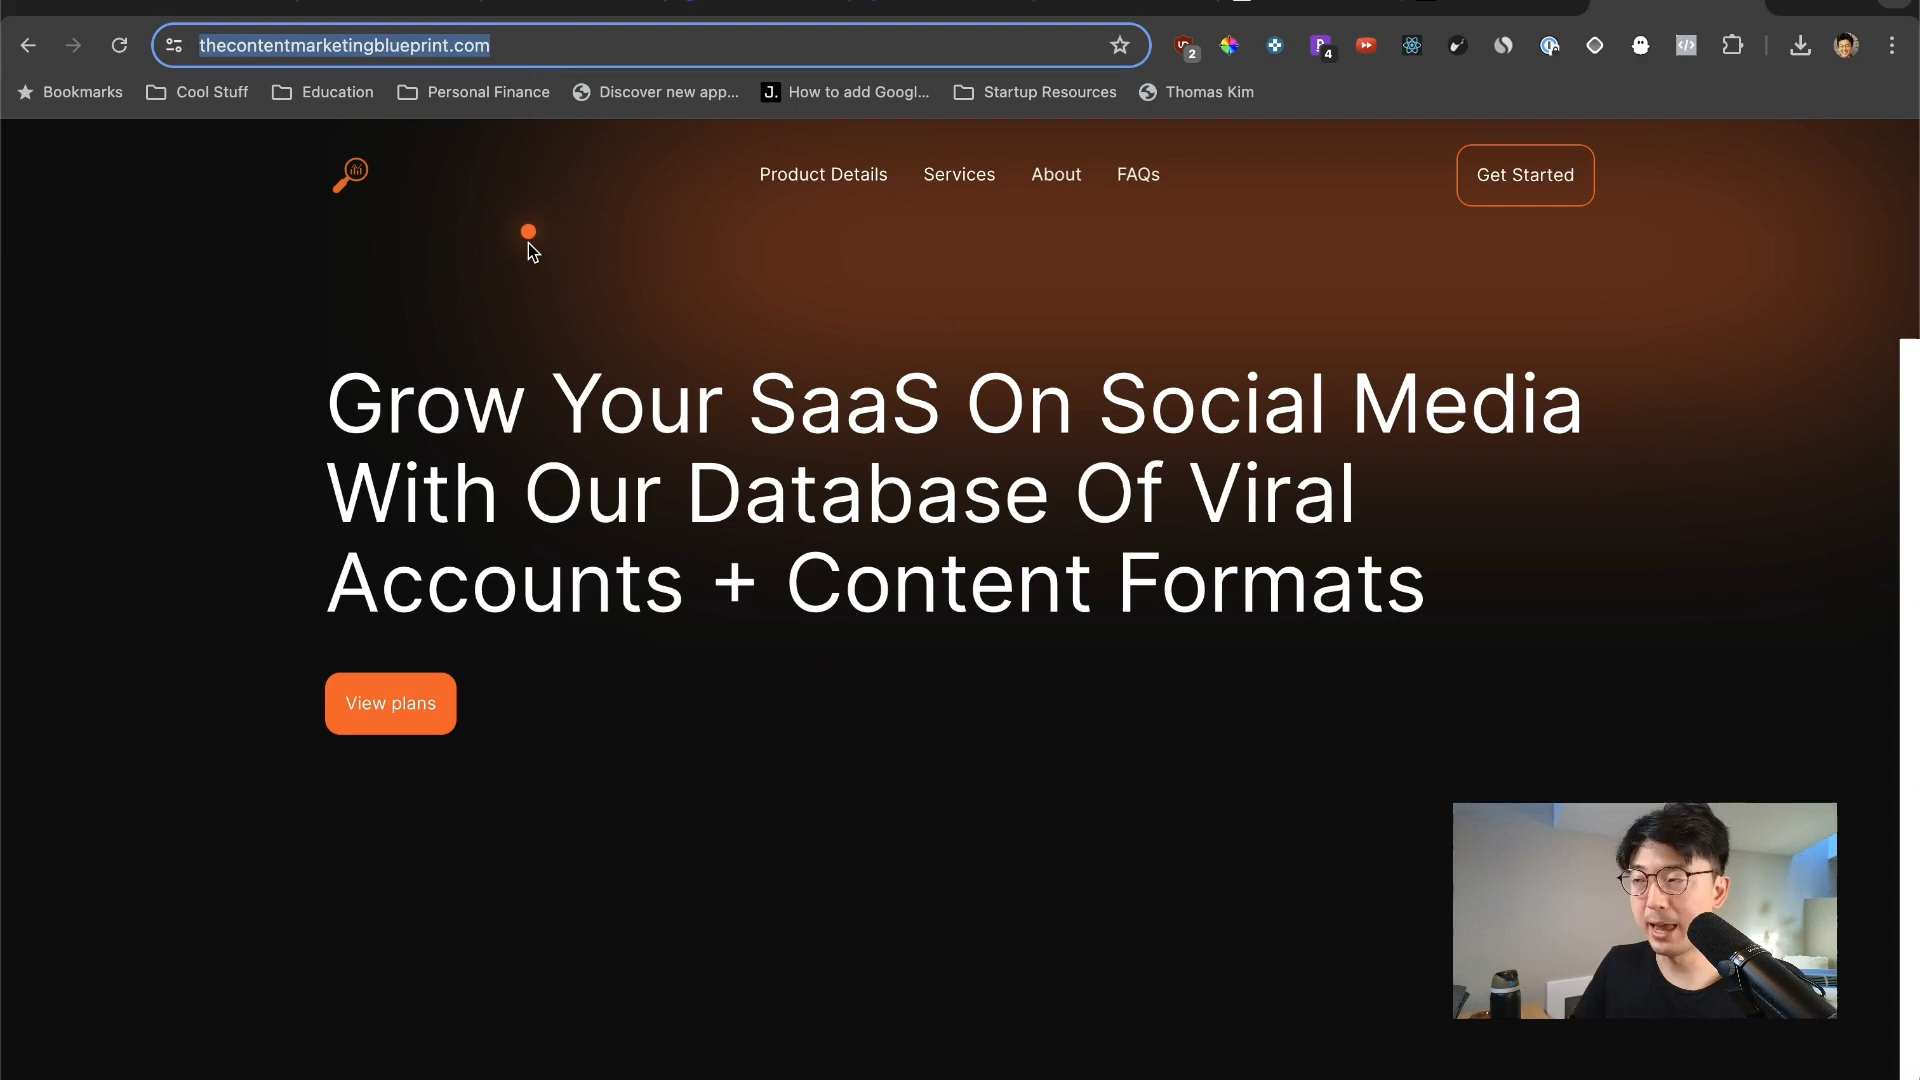 thecontentmarketingblueprint.com
2
4
Bookmarks
Cool Stuff
Education
Personal Finance
Discover new app...
J.
How to add Googl...
Startup Resources
Thomas Kim
Product Details
Services
About
FAQs
Get Started
Grow Your SaaS On Social Media
With Our Database Of Viral
Accounts + Content Formats
View plans